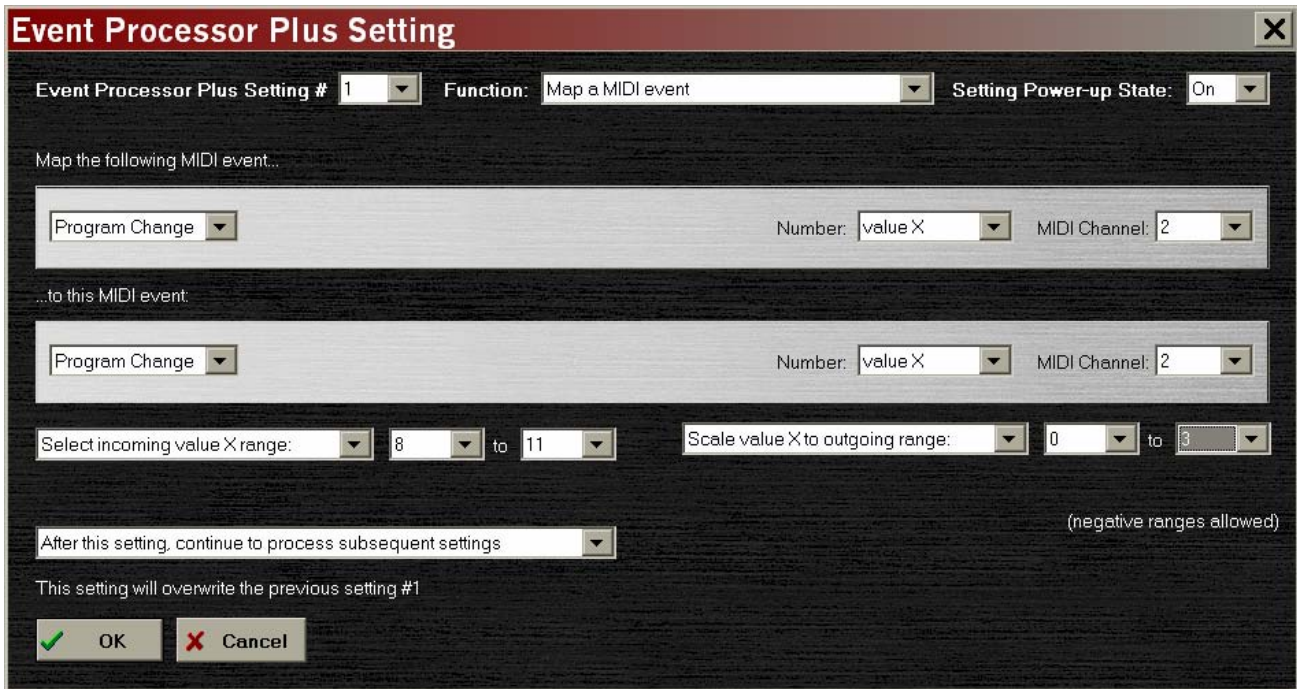 Event Processor Plus Setting
Event Processor Plus Setting # 1 Function: Map a MIDI event Setting Power-up State: On
Map the following MIDI event...
Program Change Number: value X MIDI Channel: 2
...to this MIDI event:
Program Change Number: value X MIDI Channel: 2
Select incoming value X range: 8 to 11 Scale value X to outgoing range: 0 to 3
(negative ranges allowed)
After this setting, continue to process subsequent settings
This setting will overwrite the previous setting #1
OK Cancel